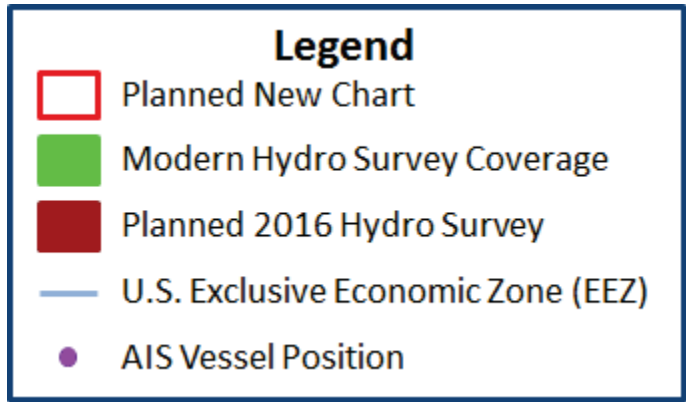 Legend
Planned New Chart
Modern Hydro Survey Coverage
Planned 2016 Hydro Survey
U.S. Exclusive Economic Zone (EEZ)
AIS Vessel Position